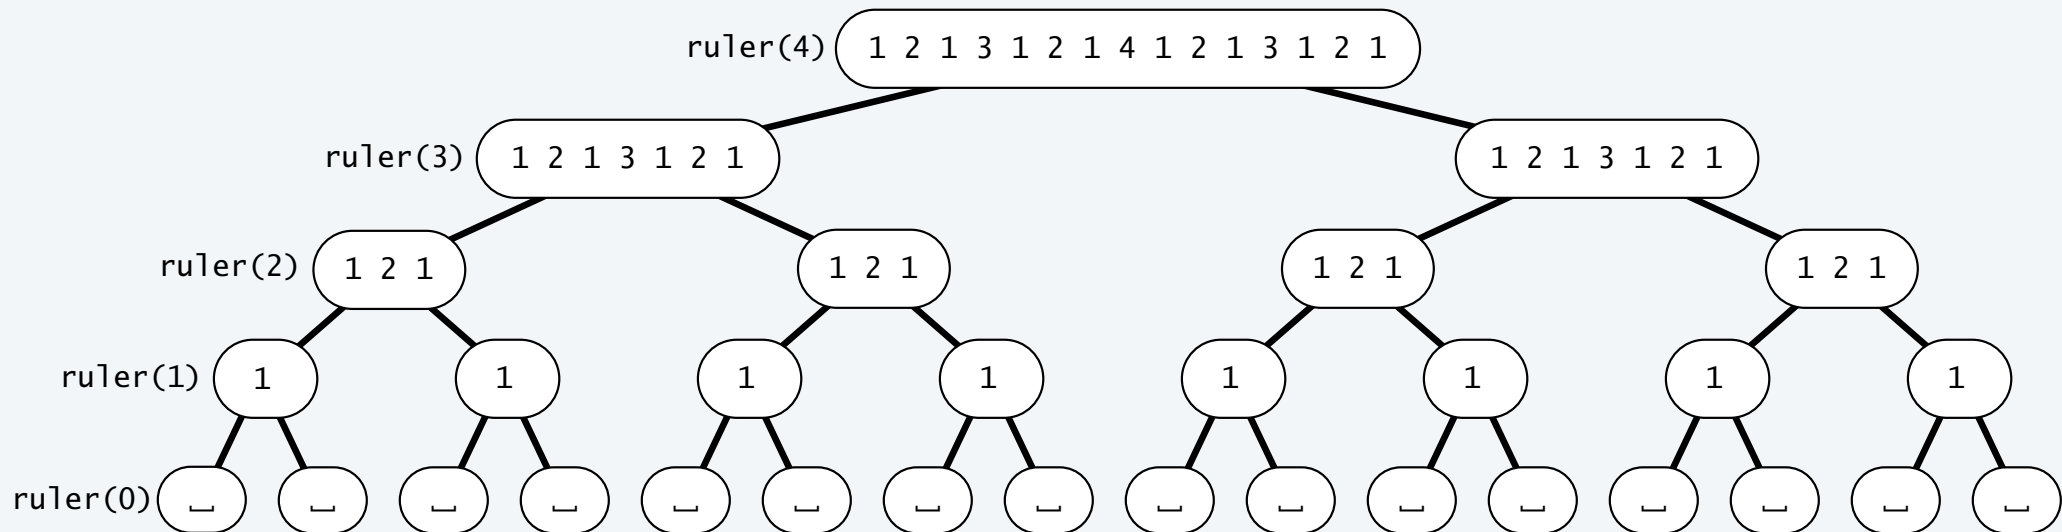 ruler(4) 1 2 1 3 1 2 1 4 1 2 1 3 1 2 1
ruler(3) 1 2 1 3 1 2 1 1 2 1 3 1 2 1
ruler(2) 1 2 1 1 2 1 1 2 1 1 2 1
ruler(1) 1 1 1 1 1 1 1 1
ruler(0) ␣ ␣ ␣ ␣ ␣ ␣ ␣ ␣ ␣ ␣ ␣ ␣ ␣ ␣ ␣ ␣